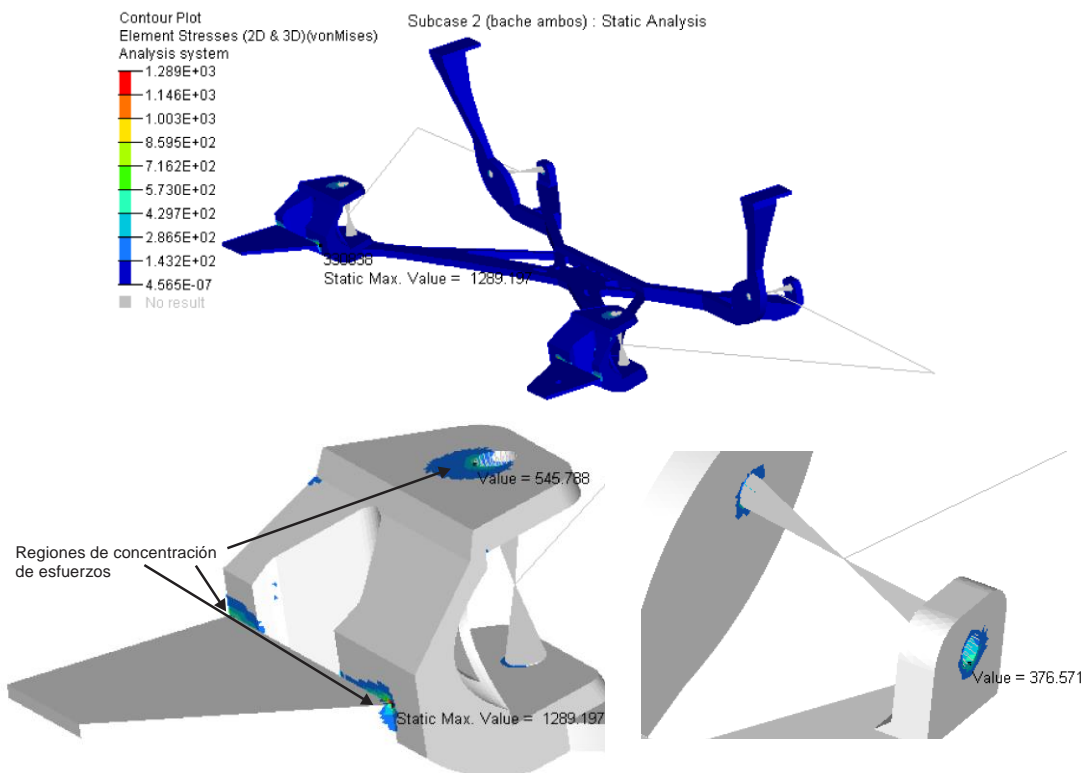 Contour Plot
Element Stresses (2D & 3D)(vonMises)
Analysis system
1.289E+03
1.146E+03
1.003E+03
8.595E+02
7.162E+02
5.730E+02
4.297E+02
2.865E+02
1.432E+02
4.565E-07
No result
Subcase 2 (bache ambos) : Static Analysis
Static Max. Value = 1289.197
Value = 545.788
Regiones de concentración
de esfuerzos
Static Max. Value = 1289.197
Value = 376.571